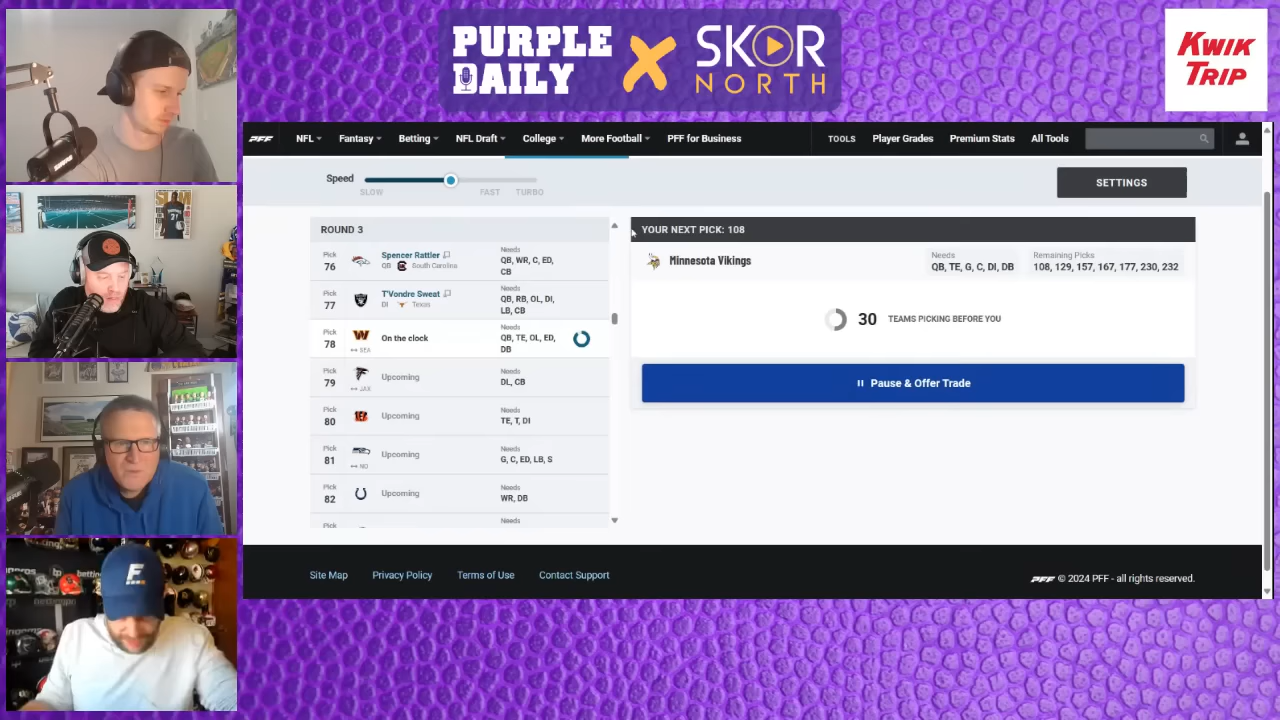 PURPLE DAILY
X
SKOR NORTH
KWIK TRIP
PFF
NFL
Fantasy
Betting
NFL Draft
College
More Football
PFF for Business
TOOLS
Player Grades
Premium Stats
All Tools
Speed
SLOW
FAST
TURBO
SETTINGS
ROUND 3
Pick 76
Spencer Rattler
QB
South Carolina
Needs
QB, WR, C, ED, CB
Pick 77
T'Vondre Sweat
DI
Texas
Needs
QB, RB, OL, DI, LB, CB
Pick 78
SEA
On the clock
Needs
QB, TE, OL, ED, DB
Pick 79
JAX
Upcoming
Needs
DL, CB
Pick 80
Upcoming
Needs
TE, T, DI
Pick 81
NO
Upcoming
Needs
G, C, ED, LB, S
Pick 82
Upcoming
Needs
WR, DB
Pick
Needs
YOUR NEXT PICK: 108
Minnesota Vikings
Needs
QB, TE, G, C, DI, DB
Remaining Picks
108, 129, 157, 167, 177, 230, 232
30 TEAMS PICKING BEFORE YOU
Pause & Offer Trade
Site Map
Privacy Policy
Terms of Use
Contact Support
PFF © 2024 PFF - all rights reserved.